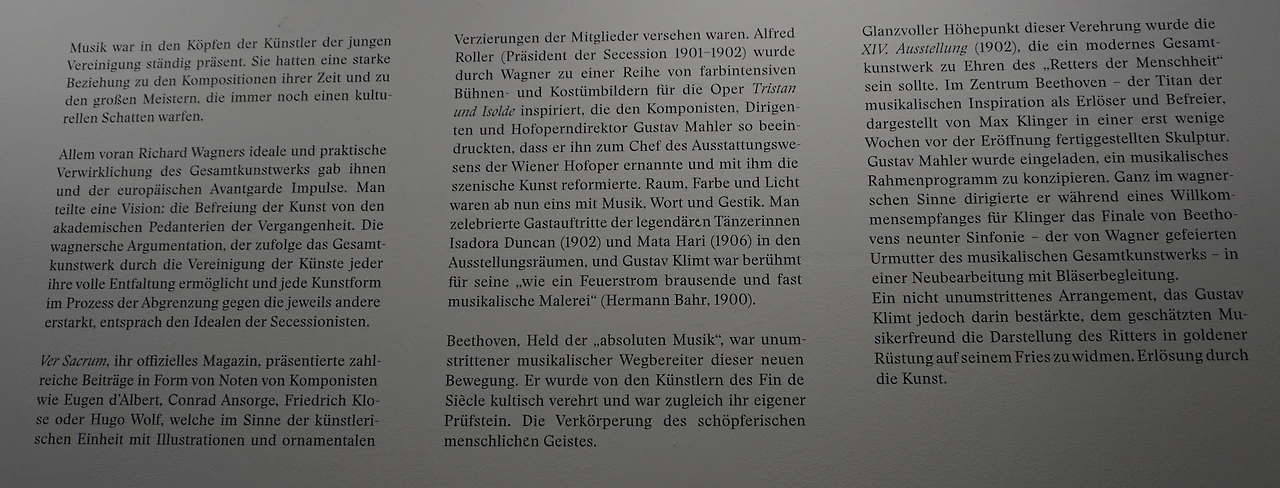 Musik war in den Köpfen der Künstler der jungen
Vereinigung ständig präsent. Sie hatten eine starke
Beziehung zu den Kompositionen ihrer Zeit und zu
den großen Meistern, die immer noch einen kultu-
rellen Schatten warfen.
Allem voran Richard Wagners ideale und praktische
Verwirklichung des Gesamtkunstwerks gab ihnen
und der europäischen Avantgarde Impulse. Man
teilte eine Vision: die Befreiung der Kunst von den
akademischen Pedanterien der Vergangenheit. Die
wagnersche Argumentation, der zufolge das Gesamt-
kunstwerk durch die Vereinigung der Künste jeder
ihre volle Entfaltung ermöglicht und jede Kunstform
im Prozess der Abgrenzung gegen die jeweils andere
erstarkt, entsprach den Idealen der Secessionisten.
Ver Sacrum, ihr offizielles Magazin, präsentierte zahl-
reiche Beiträge in Form von Noten von Komponisten
wie Eugen d’Albert, Conrad Ansorge, Friedrich Klo-
se oder Hugo Wolf, welche im Sinne der künstleri-
schen Einheit mit Illustrationen und ornamentalen
Verzierungen der Mitglieder versehen waren. Alfred
Roller (Präsident der Secession 1901–1902) wurde
durch Wagner zu einer Reihe von farbintensiven
Bühnen- und Kostümbildern für die Oper Tristan
und Isolde inspiriert, die den Komponisten, Dirigen-
ten und Hofoperndirektor Gustav Mahler so beein-
druckten, dass er ihn zum Chef des Ausstattungswe-
sens der Wiener Hofoper ernannte und mit ihm die
szenische Kunst reformierte. Raum, Farbe und Licht
waren ab nun eins mit Musik, Wort und Gestik. Man
zelebrierte Gastauftritte der legendären Tänzerinnen
Isadora Duncan (1902) und Mata Hari (1906) in den
Ausstellungsräumen, und Gustav Klimt war berühmt
für seine „wie ein Feuerstrom brausende und fast
musikalische Malerei“ (Hermann Bahr, 1900).
Beethoven, Held der „absoluten Musik“, war unum-
strittener musikalischer Wegbereiter dieser neuen
Bewegung. Er wurde von den Künstlern des Fin de
Siècle kultisch verehrt und war zugleich ihr eigener
Prüfstein. Die Verkörperung des schöpferischen
menschlichen Geistes.
Glanzvoller Höhepunkt dieser Verehrung wurde die
XIV. Ausstellung (1902), die ein modernes Gesamt-
kunstwerk zu Ehren des „Retters der Menschheit“
sein sollte. Im Zentrum Beethoven – der Titan der
musikalischen Inspiration als Erlöser und Befreier,
dargestellt von Max Klinger in einer erst wenige
Wochen vor der Eröffnung fertiggestellten Skulptur.
Gustav Mahler wurde eingeladen, ein musikalisches
Rahmenprogramm zu konzipieren. Ganz im wagner-
schen Sinne dirigierte er während eines Willkom-
mensempfanges für Klinger das Finale von Beetho-
vens neunter Sinfonie – der von Wagner gefeierten
Urmutter des musikalischen Gesamtkunstwerks – in
einer Neubearbeitung mit Bläserbegleitung.
Ein nicht unumstrittenes Arrangement, das Gustav
Klimt jedoch darin bestärkte, dem geschätzten Mu-
sikerfreund die Darstellung des Ritters in goldener
Rüstung auf seinem Fries zu widmen. Erlösung durch
die Kunst.